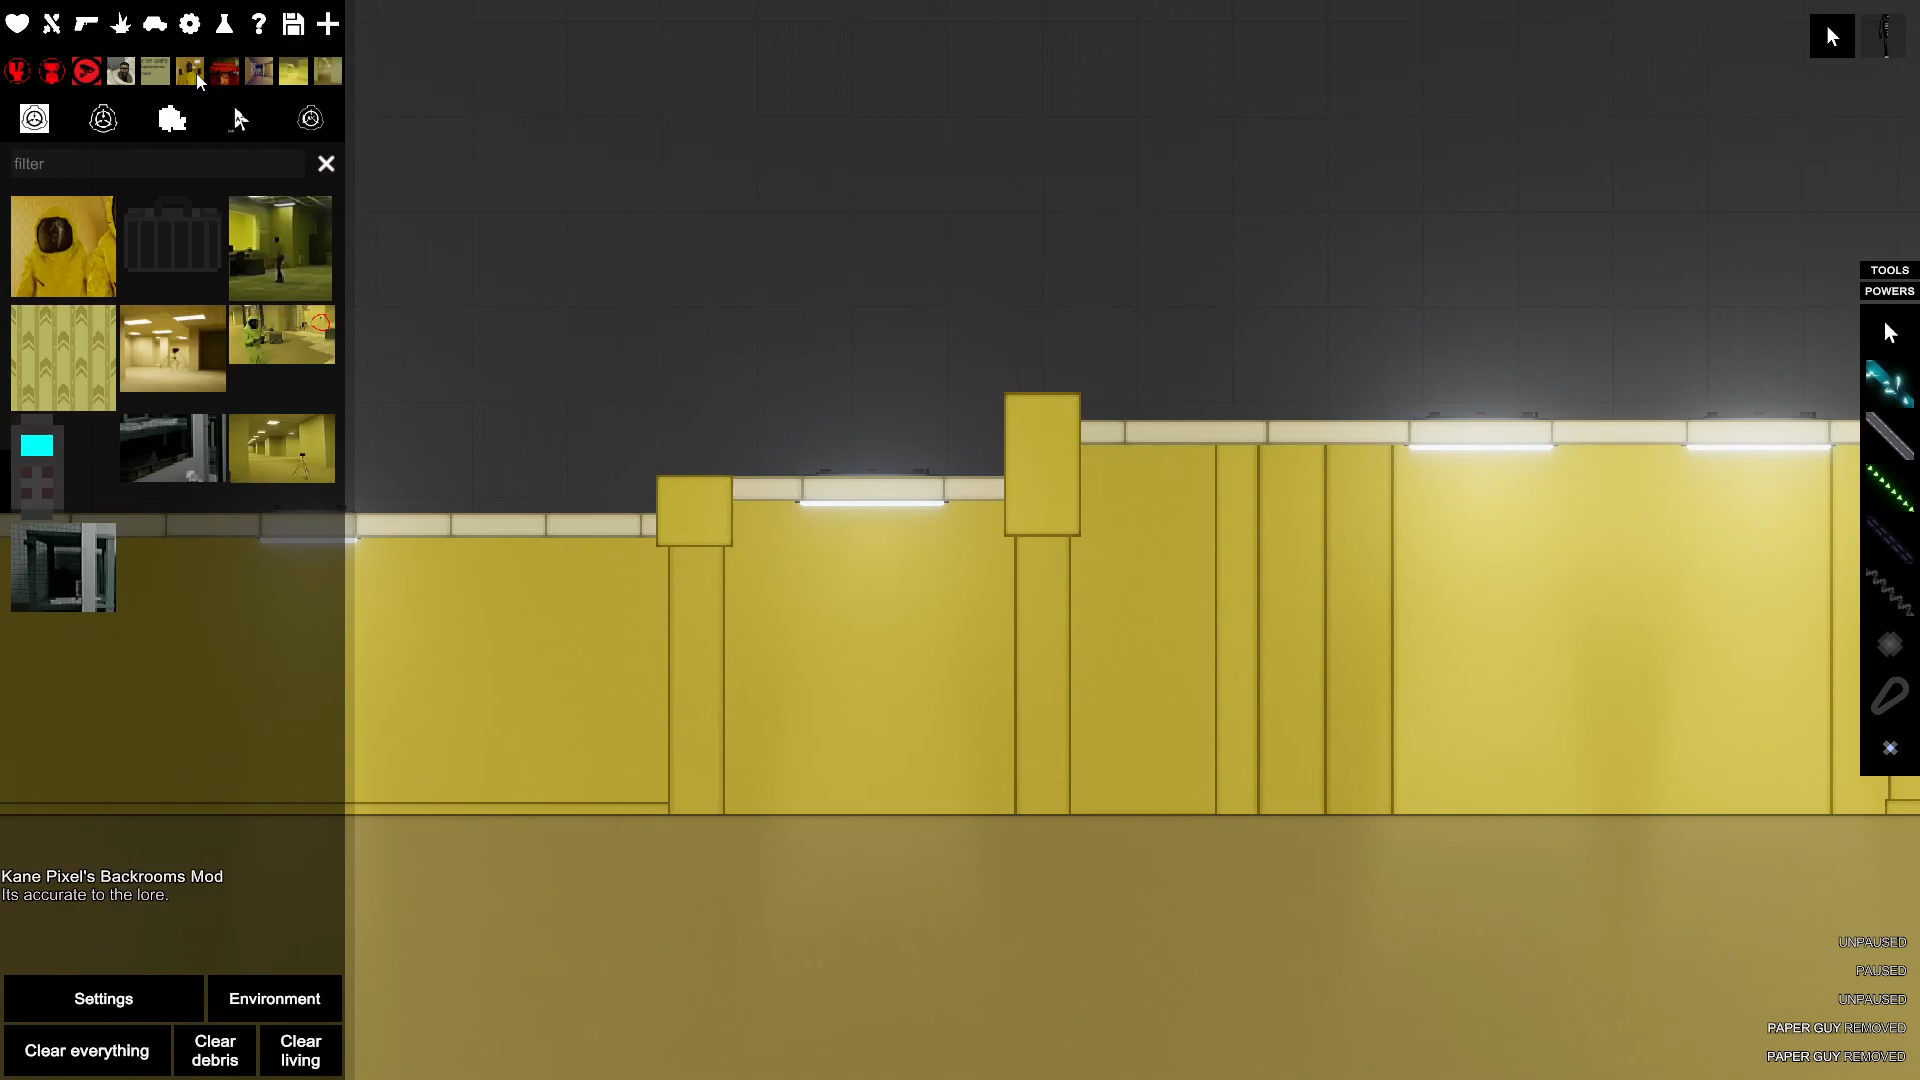 filter
TOOLS
POWERS
Kane Pixel's Backrooms Mod
Its accurate to the lore.
UNPAUSED
PAUSED
UNPAUSED
PAPER GUY REMOVED
PAPER GUY REMOVED
Settings
Environment
Clear everything
Clear debris
Clear living